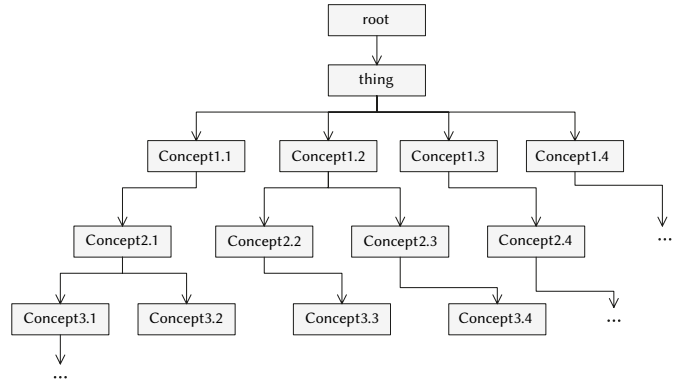 root
thing
Concept1.1 Concept1.2 Concept1.3 Concept1.4
Concept2.1 Concept2.2 Concept2.3 Concept2.4 ...
Concept3.1 Concept3.2 Concept3.3 Concept3.4 ...
...